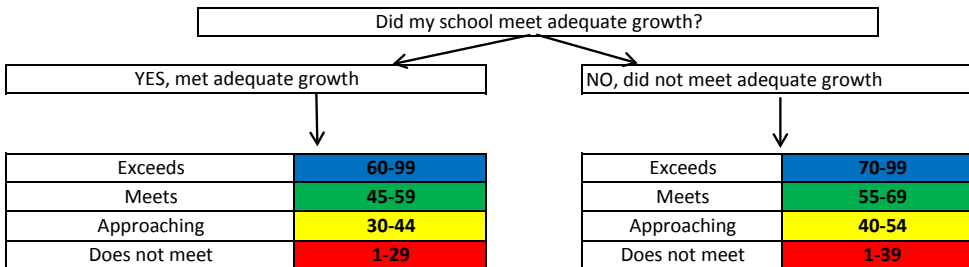 Did my school meet adequate growth?
YES, met adequate growth
NO, did not meet adequate growth
Exceeds 60-99
Meets 45-59
Approaching 30-44
Does not meet 1-29
Exceeds 70-99
Meets 55-69
Approaching 40-54
Does not meet 1-39